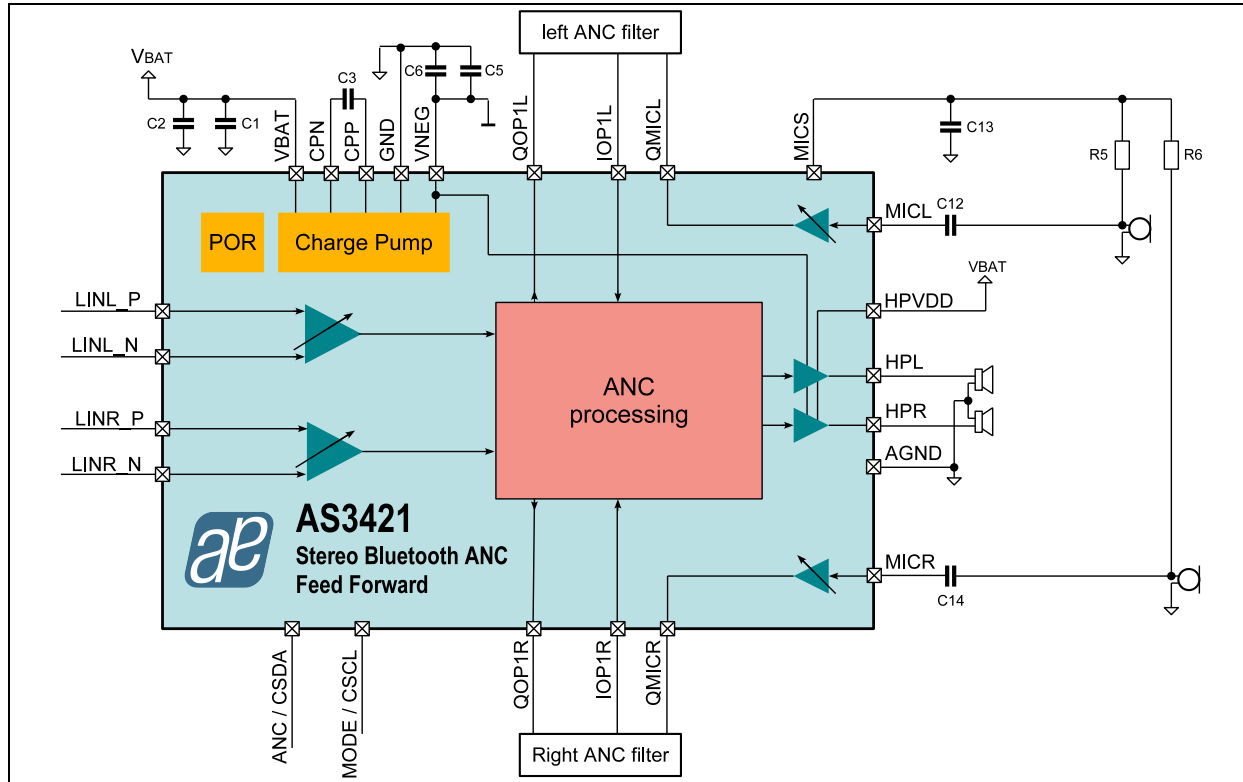 left ANC filter
VBAT
C2
C1
C3
C6
C5
VBAT
CPN
CPP
GND
VNEG
QOP1L
IOP1L
QMICL
MICS
C13
R5
R6
POR
Charge Pump
MICL
C12
VBAT
HPVDD
LINL_P
LINL_N
LINR_P
LINR_N
ANC
processing
HPL
HPR
AGND
ae
AS3421
Stereo Bluetooth ANC
Feed Forward
MICR
C14
ANC / CSDA
MODE / CSCL
QOP1R
IOP1R
QMICR
Right ANC filter